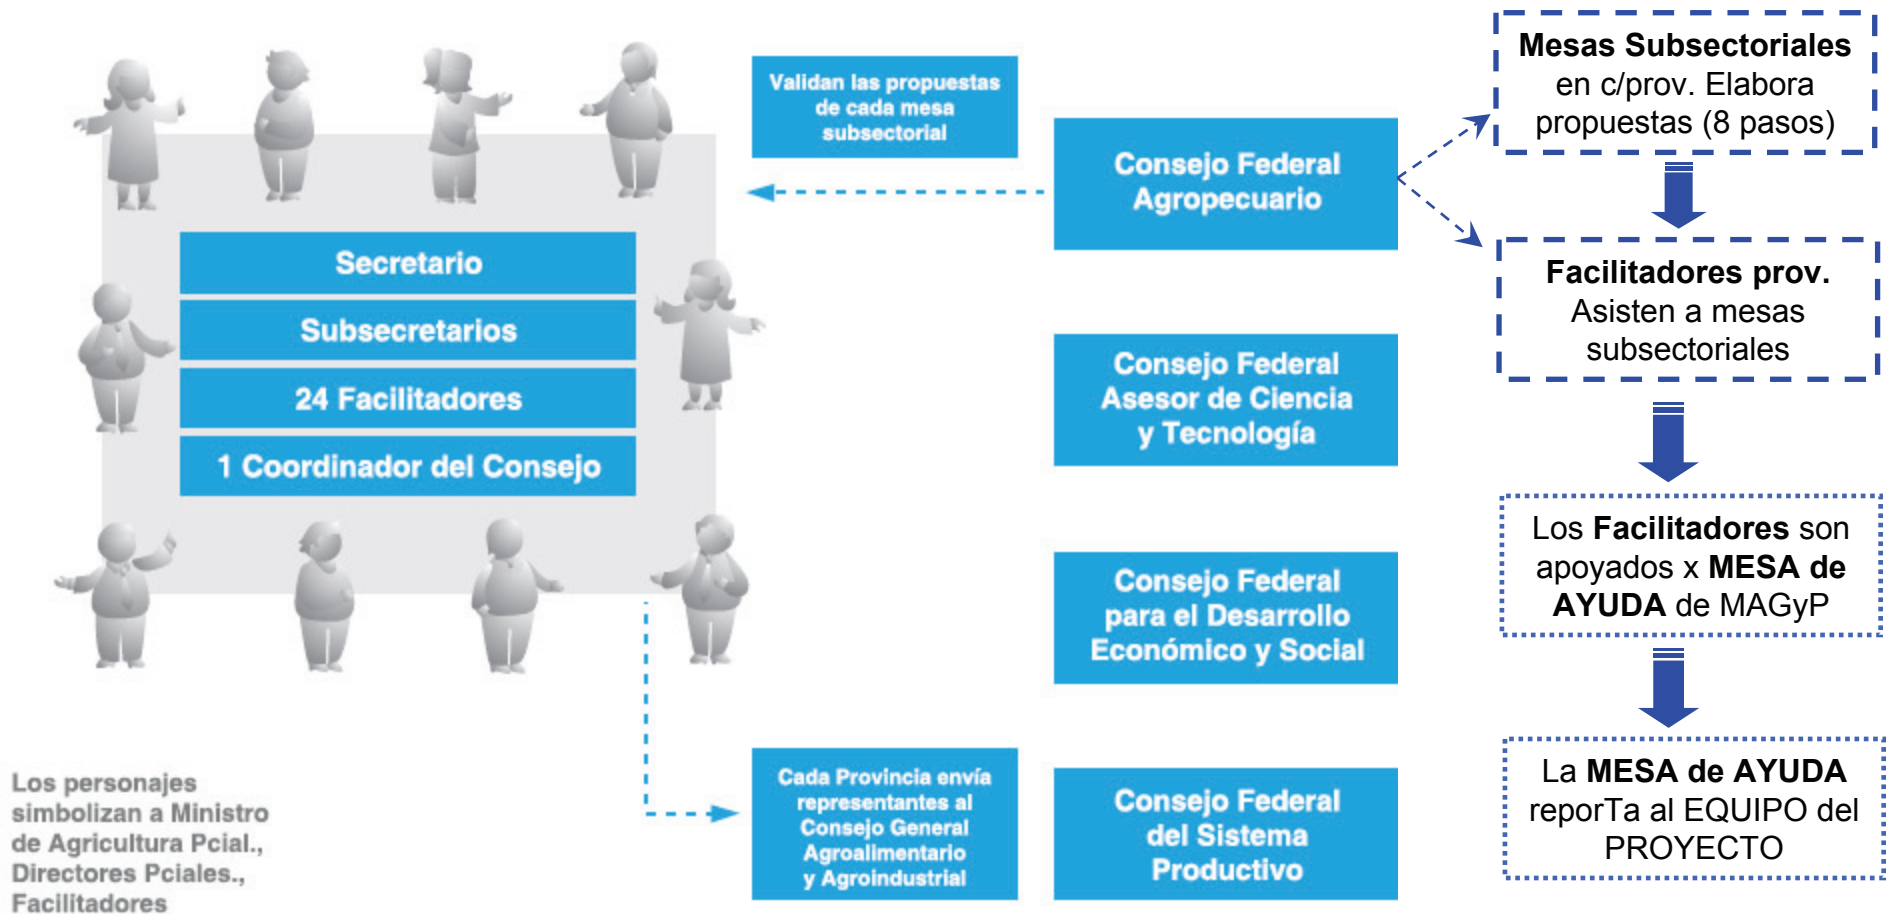 Validan las propuestas
de cada mesa
subsectorial
Secretario
Subsecretarios
24 Facilitadores
1 Coordinador del Consejo
Los personajes
simbolizan a Ministro
de Agricultura Pcial.,
Directores Pciales.,
Facilitadores
Cada Provincia envía
representantes al
Consejo General
Agroalimentario
y Agroindustrial
Consejo Federal
Agropecuario
Consejo Federal
Asesor de Ciencia
y Tecnología
Consejo Federal
para el Desarrollo
Económico y Social
Consejo Federal
del Sistema
Productivo
Mesas Subsectoriales
en c/prov. Elabora
propuestas (8 pasos)
Facilitadores prov.
Asisten a mesas
subsectoriales
Los Facilitadores son
apoyados x MESA de
AYUDA de MAGyP
La MESA de AYUDA
reporTa al EQUIPO del
PROYECTO